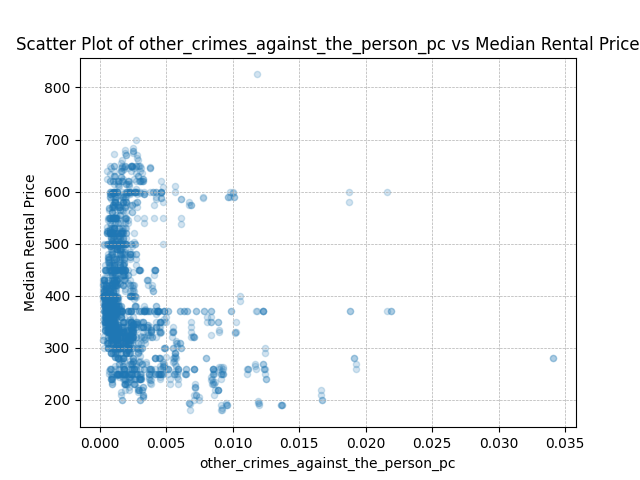 Scatter Plot of other_crimes_against_the_person_pc vs Median Rental Price
800
700
600
500
400
300
200
Median Rental Price
0.000 0.005 0.010 0.015 0.020 0.025 0.030 0.035
other_crimes_against_the_person_pc